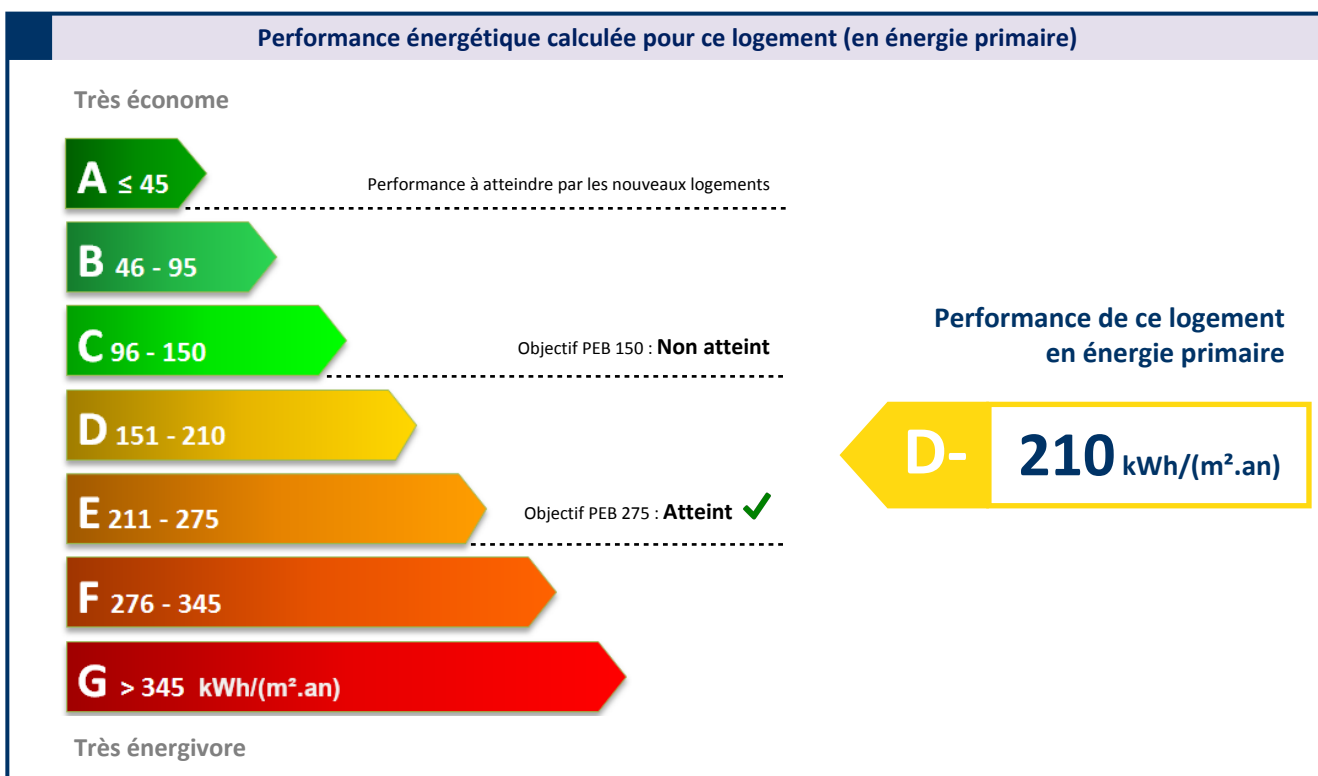 Performance énergétique calculée pour ce logement (en énergie primaire)
Très économe
A ≤ 45
Performance à atteindre par les nouveaux logements
B 46 - 95
C 96 - 150
Objectif PEB 150 : Non atteint
Performance de ce logement
en énergie primaire
D 151 - 210
D- 210 kWh/(m².an)
E 211 - 275
Objectif PEB 275 : Atteint ✔
F 276 - 345
G > 345 kWh/(m².an)
Très énergivore